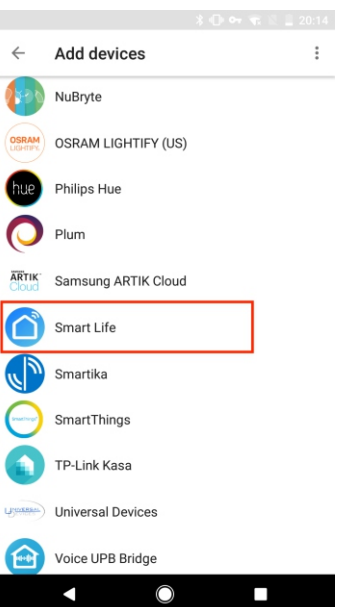 20:14
Add devices
NuBryte
OSRAM
LIGHTIFY
OSRAM LIGHTIFY (US)
hue
Philips Hue
Plum
ARTIK
Cloud
Samsung ARTIK Cloud
Smart Life
Smartika
SmartThings
TP-Link Kasa
Universal Devices
Voice UPB Bridge